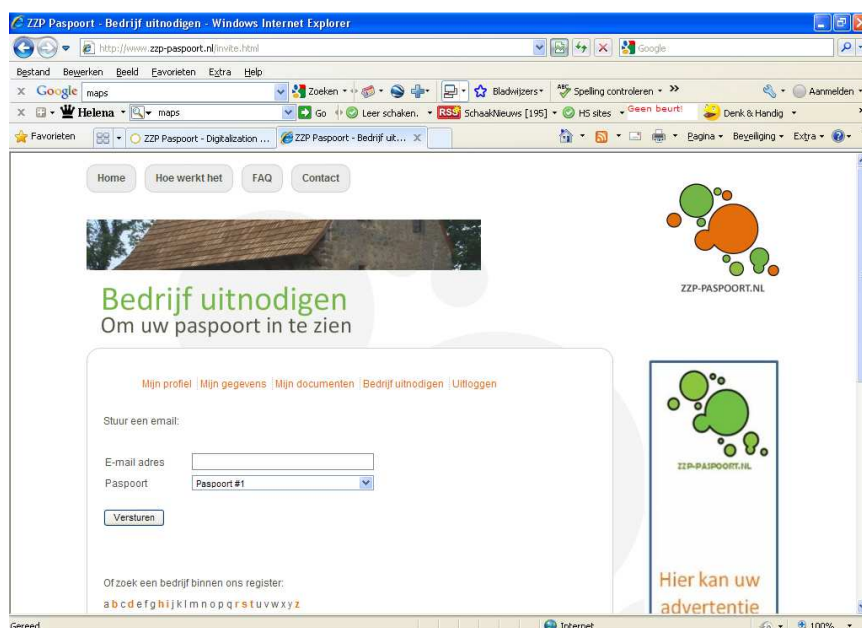 ZZP Paspoort - Bedrijf uitnodigen - Windows Internet Explorer
http://www.zzp-paspoort.nl/invite.html
Google
Bestand Bewerken Beeld Favorieten Extra Help
x Google maps Zoeken Bladwijzers Spelling controleren » Aanmelden
x Helena maps Go Leer schaken. RSS SchaakNieuws [195] HS sites Geen beurt! Denk & Handig
Favorieten ZZP Paspoort - Digitalization ... ZZP Paspoort - Bedrijf uit... X Pagina Beveiliging Extra
Home Hoe werkt het FAQ Contact
ZZP-PASPOORT.NL
Bedrijf uitnodigen
Om uw paspoort in te zien
Mijn profiel | Mijn gegevens | Mijn documenten | Bedrijf uitnodigen | Uitloggen
Stuur een email:
E-mail adres
Paspoort Paspoort #1
Versturen
ZZP-PASPOORT.NL
Of zoek een bedrijf binnen ons register:
a b c d e f g h i j k l m n o p q r s t u v w x y z
Hier kan uw
advertentie
Gereed Internet 100%